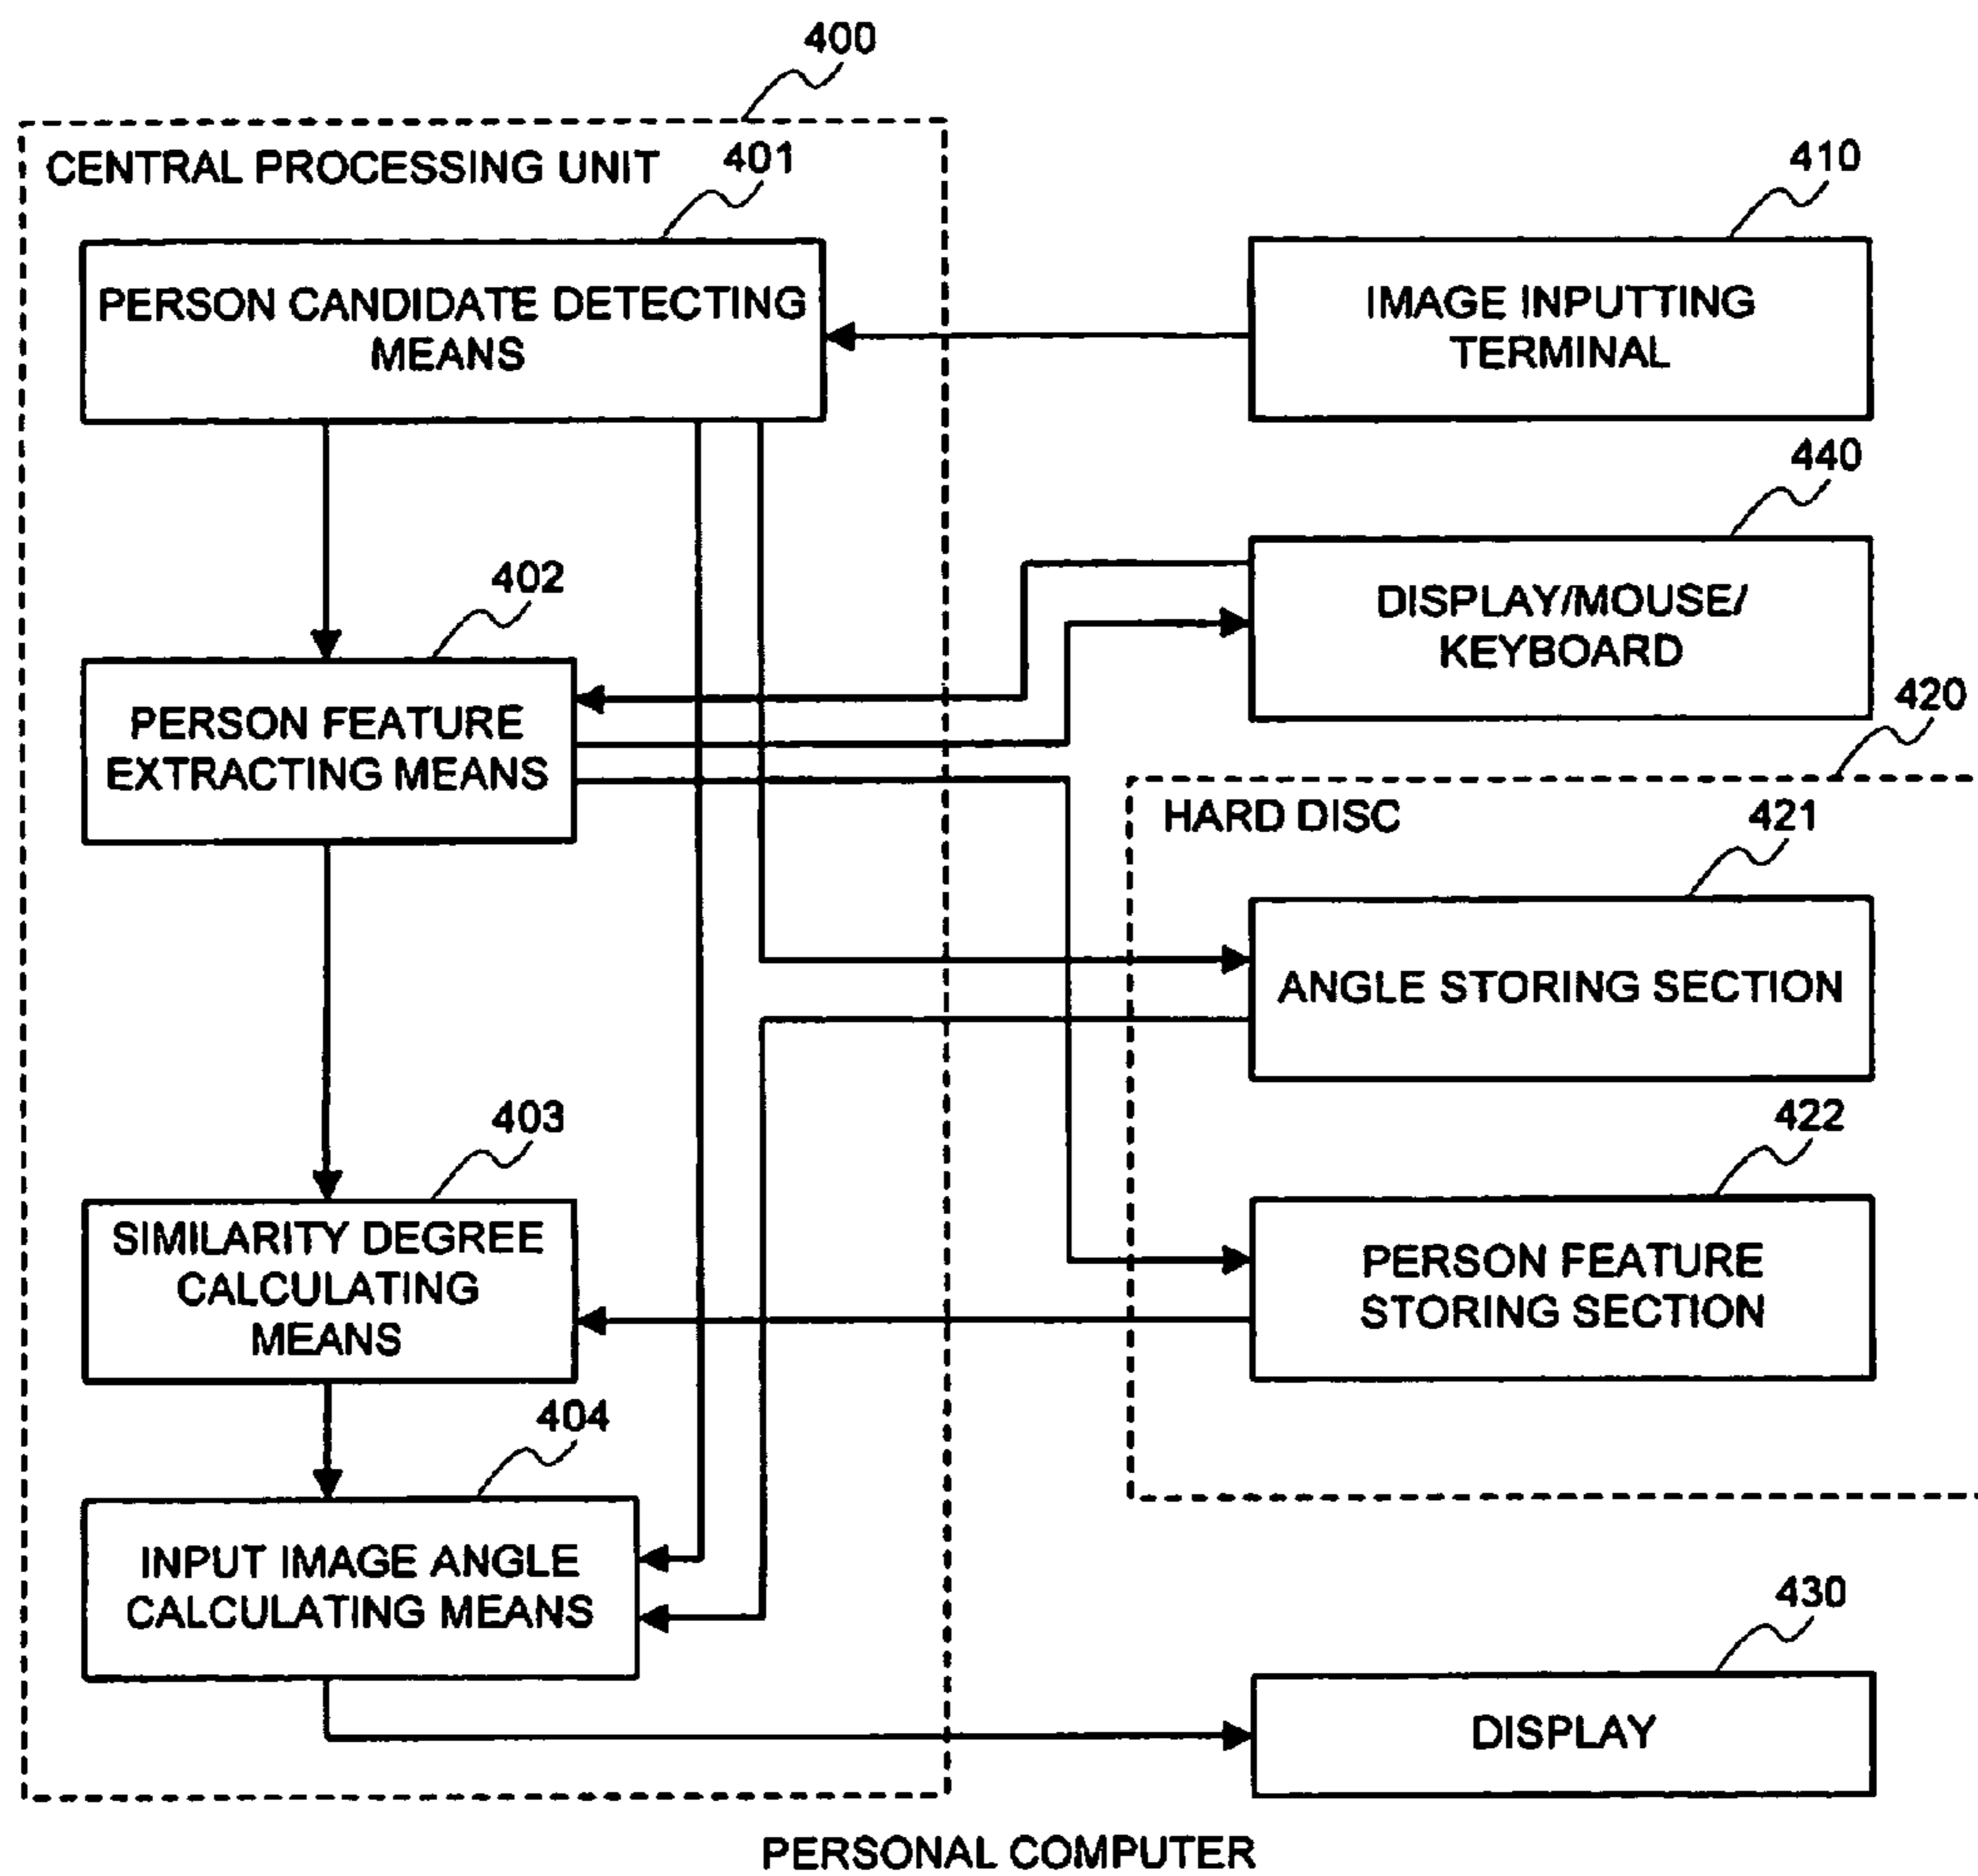 400
CENTRAL PROCESSING UNIT
401
PERSON CANDIDATE DETECTING
MEANS
410
IMAGE INPUTTING
TERMINAL
440
DISPLAY/MOUSE/
KEYBOARD
402
PERSON FEATURE
EXTRACTING MEANS
420
HARD DISC
421
ANGLE STORING SECTION
403
SIMILARITY DEGREE
CALCULATING
MEANS
422
PERSON FEATURE
STORING SECTION
404
INPUT IMAGE ANGLE
CALCULATING MEANS
430
DISPLAY
PERSONAL COMPUTER